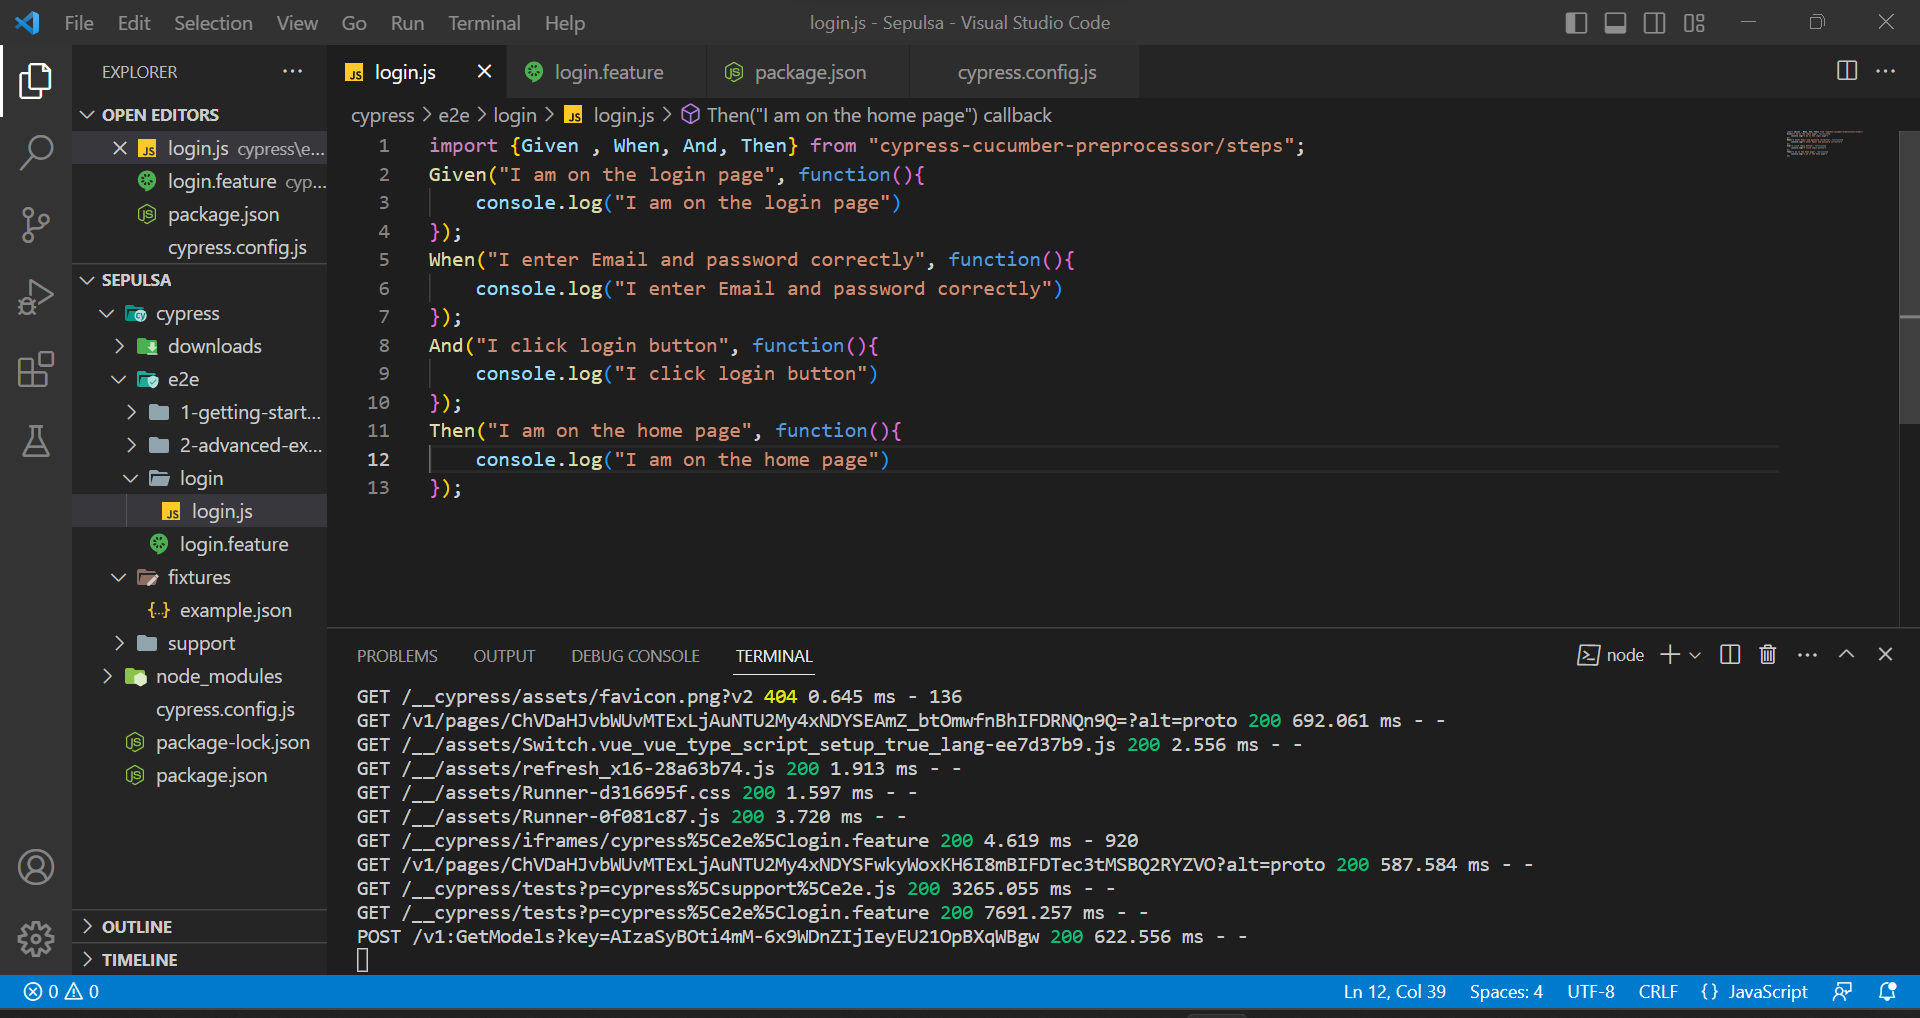 File Edit Selection View Go Run Terminal Help login.js - Sepulsa - Visual Studio Code
EXPLORER
OPEN EDITORS
login.js cypress\e...
login.feature cyp...
package.json
cypress.config.js
SEPULSA
cypress
downloads
e2e
1-getting-start...
2-advanced-ex...
login
login.js
login.feature
fixtures
example.json
support
node_modules
cypress.config.js
package-lock.json
package.json
OUTLINE
TIMELINE
login.js login.feature package.json cypress.config.js
cypress > e2e > login > login.js > Then("I am on the home page") callback
1 import {Given , When, And, Then} from "cypress-cucumber-preprocessor/steps";
2 Given("I am on the login page", function(){
3 console.log("I am on the login page")
4 });
5 When("I enter Email and password correctly", function(){
6 console.log("I enter Email and password correctly")
7 });
8 And("I click login button", function(){
9 console.log("I click login button")
10 });
11 Then("I am on the home page", function(){
12 console.log("I am on the home page")
13 });
PROBLEMS OUTPUT DEBUG CONSOLE TERMINAL node
GET /__cypress/assets/favicon.png?v2 404 0.645 ms - 136
GET /v1/pages/ChVDaHJvbWUvMTExLjAuNTU2My4xNDYSEAmZ_btOmwfnBhIFDRNQn9Q=?alt=proto 200 692.061 ms - -
GET /__/assets/Switch.vue_vue_type_script_setup_true_lang-ee7d37b9.js 200 2.556 ms - -
GET /__/assets/refresh_x16-28a63b74.js 200 1.913 ms - -
GET /__/assets/Runner-d316695f.css 200 1.597 ms - -
GET /__/assets/Runner-0f081c87.js 200 3.720 ms - -
GET /__cypress/iframes/cypress%5Ce2e%5Clogin.feature 200 4.619 ms - 920
GET /v1/pages/ChVDaHJvbWUvMTExLjAuNTU2My4xNDYSFwkyWoxKH6I8mBIFDTec3tMSBQ2RYZVO?alt=proto 200 587.584 ms - -
GET /__cypress/tests?p=cypress%5Csupport%5Ce2e.js 200 3265.055 ms - -
GET /__cypress/tests?p=cypress%5Ce2e%5Clogin.feature 200 7691.257 ms - -
POST /v1:GetModels?key=AIzaSyBOti4mM-6x9WDnZIjIeyEU21OpBXqWBgw 200 622.556 ms - -
0 0 Ln 12, Col 39 Spaces: 4 UTF-8 CRLF {} JavaScript